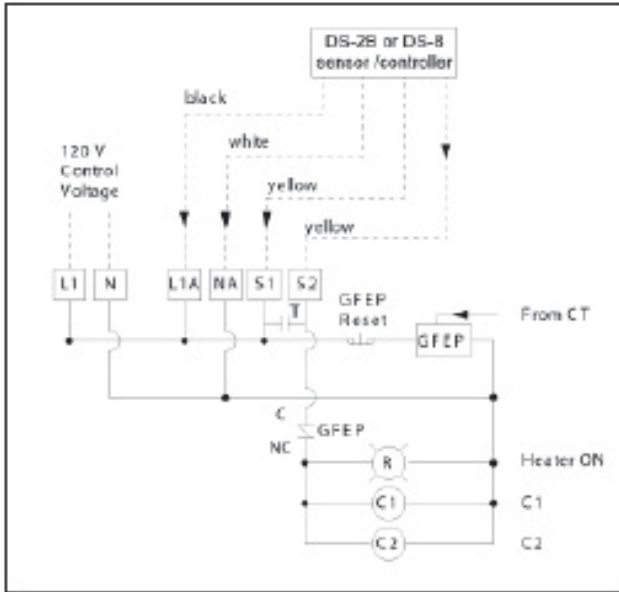 DS-2B or DS-8
sensor /controller
black
white
yellow
yellow
120 V
Control
Voltage
L1
N
L1A
NA
S1
S2
T
GFEP
Reset
GFEP
From CT
C
GFEP
NC
R
Heater ON
C1
C1
C2
C2